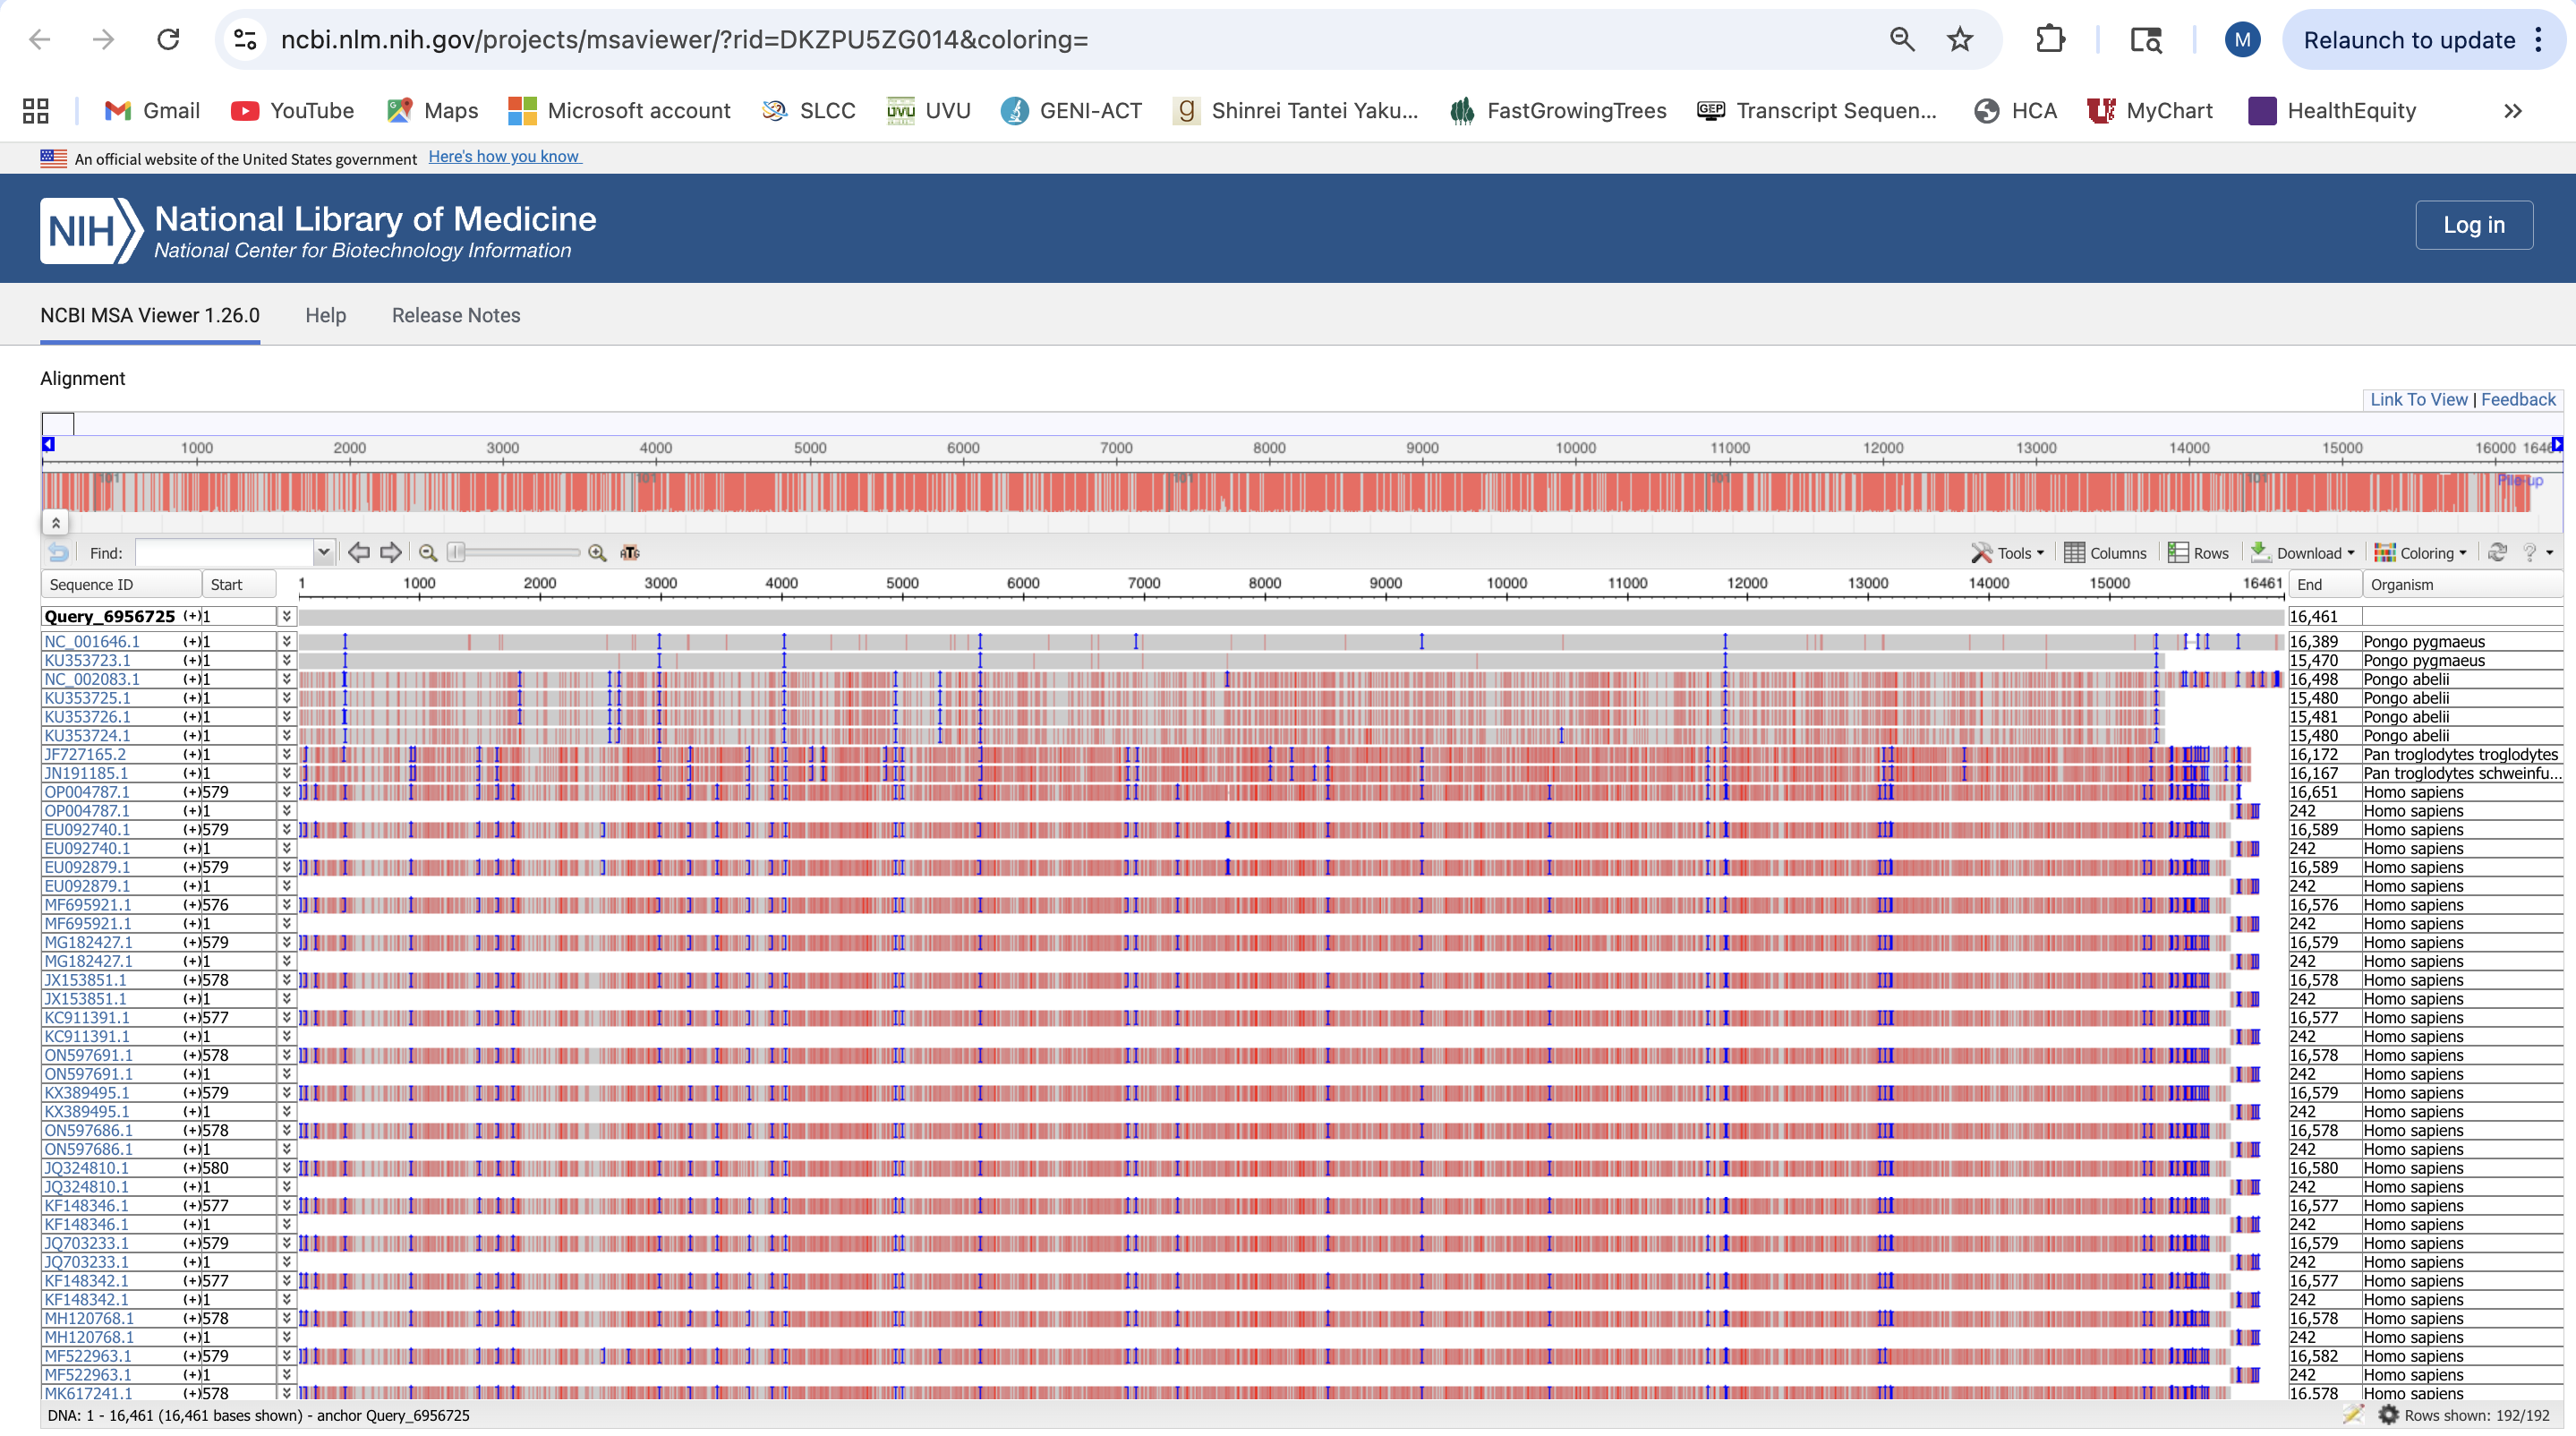 ncbi.nlm.nih.gov/projects/msaviewer/?rid=DKZPU5ZG014&coloring=
M
Relaunch to update
Gmail YouTube Maps Microsoft account SLCC UVU GENI-ACT Shinrei Tantei Yaku... FastGrowingTrees Transcript Sequen... HCA MyChart HealthEquity
An official website of the United States government Here's how you know
NIH National Library of Medicine
National Center for Biotechnology Information
Log in
NCBI MSA Viewer 1.26.0 Help Release Notes
Alignment
Link To View | Feedback
1000 2000 3000 4000 5000 6000 7000 8000 9000 10000 11000 12000 13000 14000 15000 16000
101 101 101 101 101 Pile-up
Find: Tools Columns Rows Download Coloring ?
Sequence ID Start 1 1000 2000 3000 4000 5000 6000 7000 8000 9000 10000 11000 12000 13000 14000 15000 16461 End Organism
Query_6956725 (+)1 16,461
NC_001646.1 (+)1 16,389 Pongo pygmaeus
KU353723.1 (+)1 15,470 Pongo pygmaeus
NC_002083.1 (+)1 16,498 Pongo abelii
KU353725.1 (+)1 15,480 Pongo abelii
KU353726.1 (+)1 15,481 Pongo abelii
KU353724.1 (+)1 15,480 Pongo abelii
JF727165.2 (+)1 16,172 Pan troglodytes troglodytes
JN191185.1 (+)1 16,167 Pan troglodytes schweinfu...
OP004787.1 (+)579 16,651 Homo sapiens
OP004787.1 (+)1 242 Homo sapiens
EU092740.1 (+)579 16,589 Homo sapiens
EU092740.1 (+)1 242 Homo sapiens
EU092879.1 (+)579 16,589 Homo sapiens
EU092879.1 (+)1 242 Homo sapiens
MF695921.1 (+)576 16,576 Homo sapiens
MF695921.1 (+)1 242 Homo sapiens
MG182427.1 (+)579 16,579 Homo sapiens
MG182427.1 (+)1 242 Homo sapiens
JX153851.1 (+)578 16,578 Homo sapiens
JX153851.1 (+)1 242 Homo sapiens
KC911391.1 (+)577 16,577 Homo sapiens
KC911391.1 (+)1 242 Homo sapiens
ON597691.1 (+)578 16,578 Homo sapiens
ON597691.1 (+)1 242 Homo sapiens
KX389495.1 (+)579 16,579 Homo sapiens
KX389495.1 (+)1 242 Homo sapiens
ON597686.1 (+)578 16,578 Homo sapiens
ON597686.1 (+)1 242 Homo sapiens
JQ324810.1 (+)580 16,580 Homo sapiens
JQ324810.1 (+)1 242 Homo sapiens
KF148346.1 (+)577 16,577 Homo sapiens
KF148346.1 (+)1 242 Homo sapiens
JQ703233.1 (+)579 16,579 Homo sapiens
JQ703233.1 (+)1 242 Homo sapiens
KF148342.1 (+)577 16,577 Homo sapiens
KF148342.1 (+)1 242 Homo sapiens
MH120768.1 (+)578 16,578 Homo sapiens
MH120768.1 (+)1 242 Homo sapiens
MF522963.1 (+)579 16,582 Homo sapiens
MF522963.1 (+)1 242 Homo sapiens
MK617241.1 (+)578 16,578 Homo sapiens
DNA: 1 - 16,461 (16,461 bases shown) - anchor Query_6956725
Rows shown: 192/192